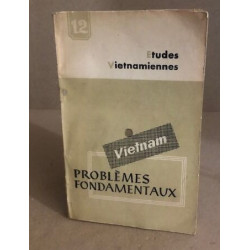 12
Etudes
Vietnamiennes
Vietnam
PROBLÈMES
FONDAMENTAUX